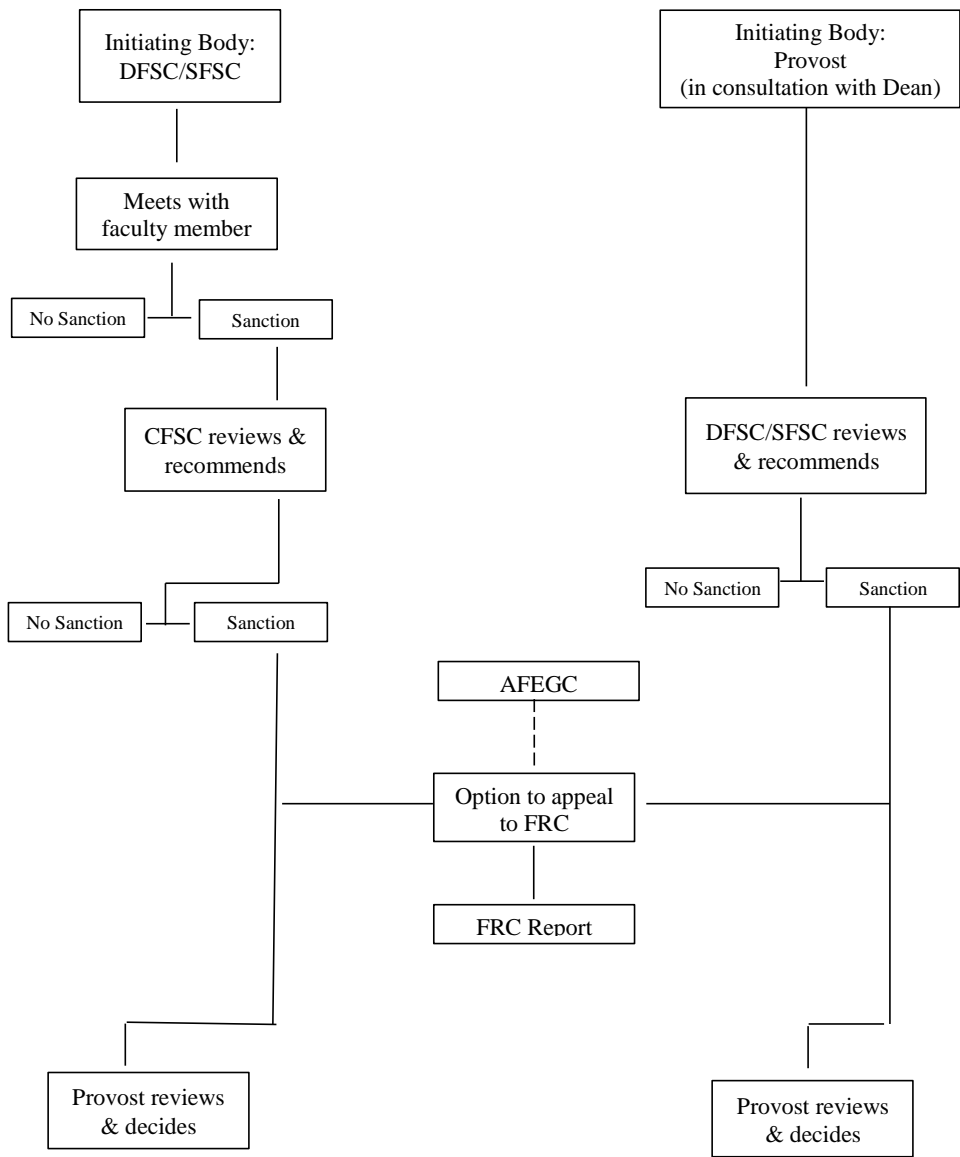 Initiating Body:
DFSC/SFSC
Initiating Body:
Provost
(in consultation with Dean)
Meets with
faculty member
No Sanction
Sanction
CFSC reviews &
recommends
DFSC/SFSC reviews
& recommends
No Sanction
Sanction
No Sanction
Sanction
AFEGC
Option to appeal
to FRC
FRC Report
Provost reviews
& decides
Provost reviews
& decides